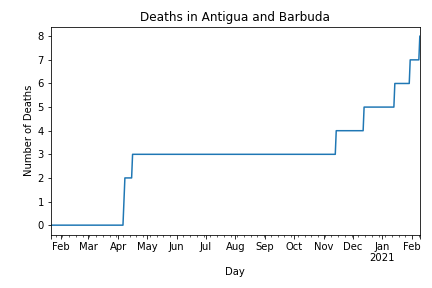 Deaths in Antigua and Barbuda
8
7
6
5
4
3
2
1
0
Number of Deaths
Feb Mar Apr May Jun Jul Aug Sep Oct Nov Dec Jan Feb
2021
Day